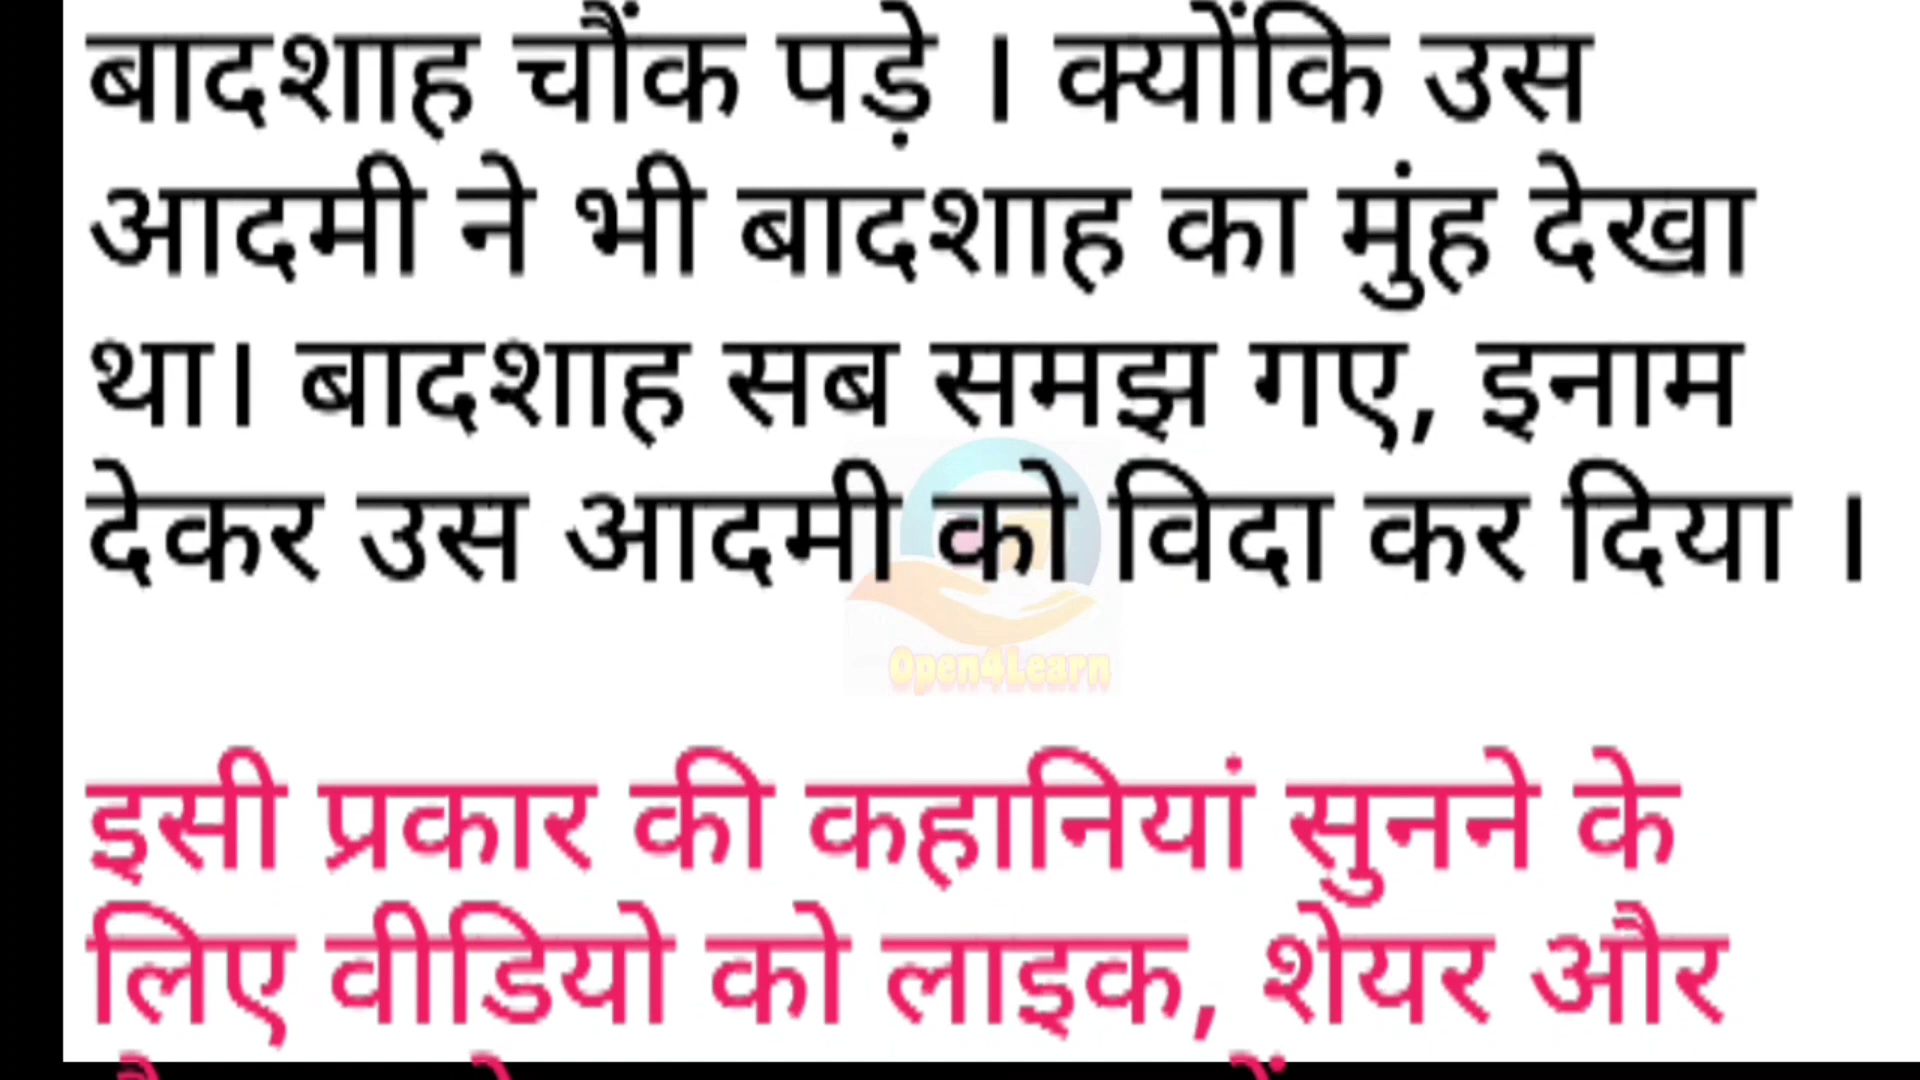 बादशाह चौंक पड़े । क्योंकि उस
आदमी ने भी बादशाह का मुंह देखा
था। बादशाह सब समझ गए, इनाम
देकर उस आदमी को विदा कर दिया ।
Open4Learn
इसी प्रकार की कहानियां सुनने के
लिए वीडियो को लाइक, शेयर और